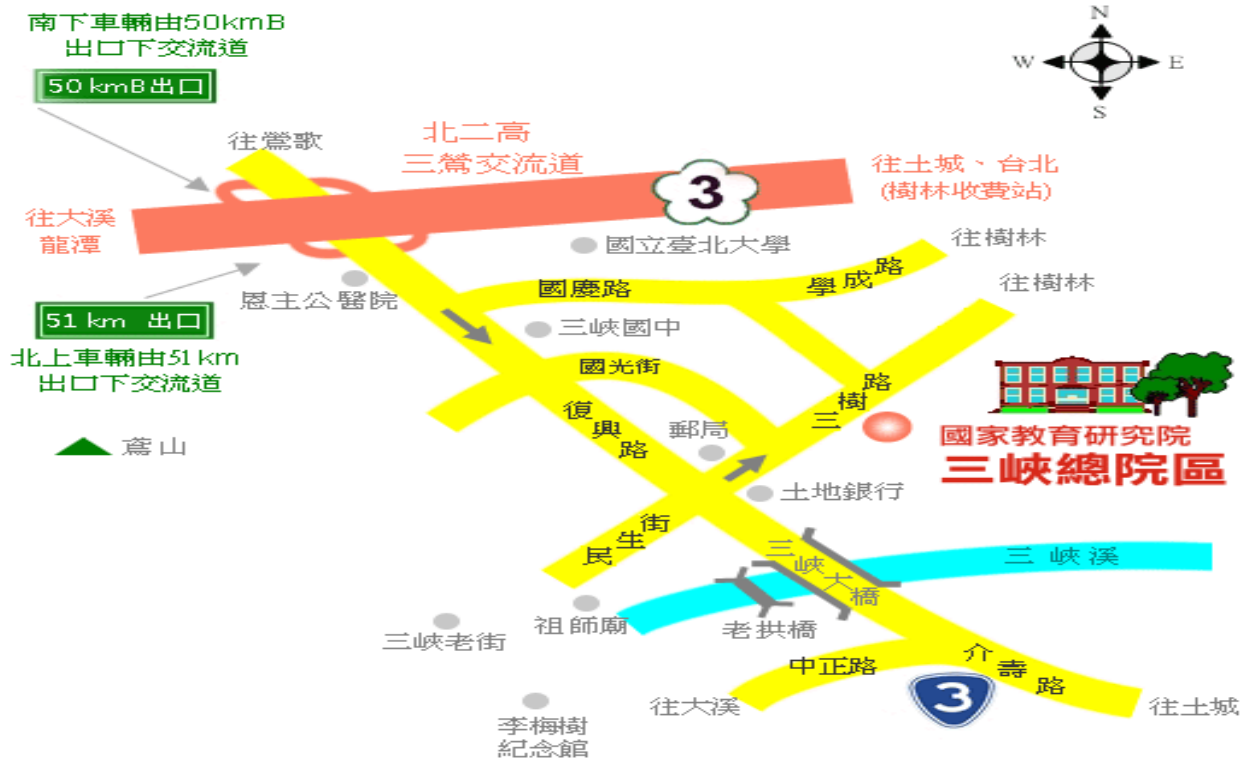 南下車輛由50kmB
出口下交流道
50 kmB出口
N
W
E
S
往鶯歌
北二高
三鶯交流道
3
往土城、台北
(樹林收費站)
往大溪
龍潭
國立臺北大學
往樹林
恩主公醫院
國慶路
學成路
往樹林
51 km 出口
三峽國中
北上車輛由51km
出口下交流道
國光街
復興路
三樹路
郵局
鳶山
國家教育研究院
三峽總院區
土地銀行
民生街
三峽大橋
三峽溪
祖師廟
老拱橋
三峽老街
中正路
介壽路
3
往大溪
往土城
李梅樹
紀念館